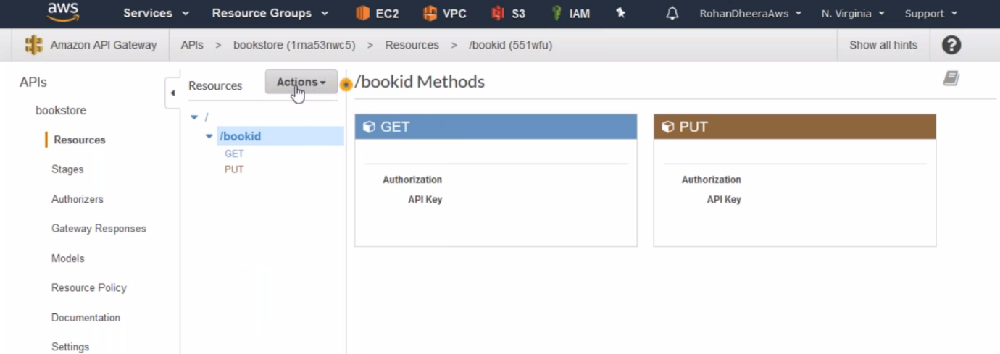 aws Services Resource Groups EC2 VPC S3 IAM RohanDheeraAws N. Virginia Support
Amazon API Gateway APIs > bookstore (1rna53nwc5) > Resources > /bookid (551wfu) Show all hints ?
APIs
bookstore
Resources
Stages
Authorizers
Gateway Responses
Models
Resource Policy
Documentation
Settings
Resources Actions
/
/bookid
GET
PUT
/bookid Methods
GET
Authorization
API Key
PUT
Authorization
API Key